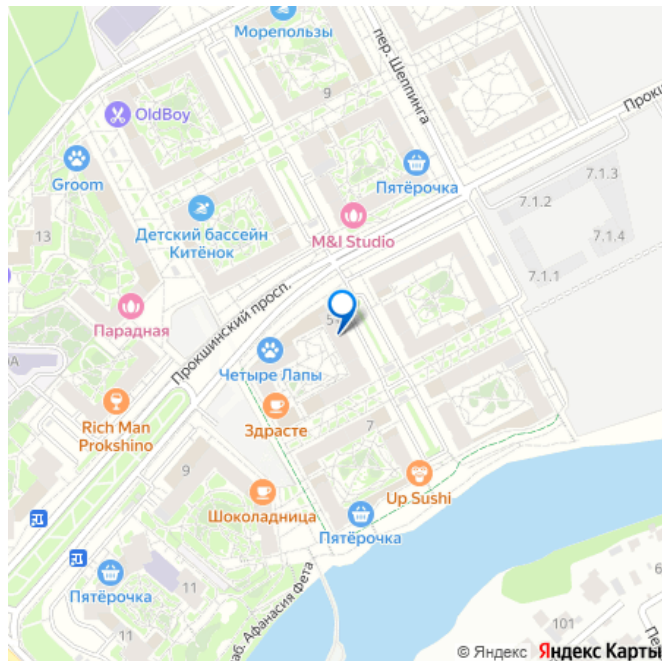 Морепользы
9
пер. Шеппинга
OldBoy
Groom
Пятёрочка
7.1.3
7.1.2
7.1.4
7.1.1
Детский бассейн
Китёнок
M&I Studio
13
Прокшинский просп.
Парадная
5
Четыре Лапы
Rich Man
Prokshino
Здрасте
7
9
Up Sushi
Шоколадница
Пятёрочка
Пятёрочка
11
11
наб. Афанасия Фета
101
6
© Яндекс Яндекс Карты